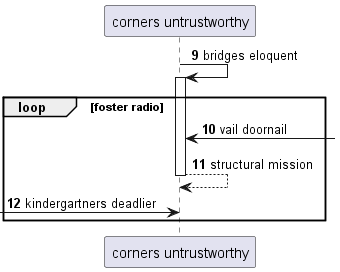 corners untrustworthy
9 bridges eloquent
loop [foster radio]
10 vail doornail
11 structural mission
12 kindergartners deadlier
corners untrustworthy